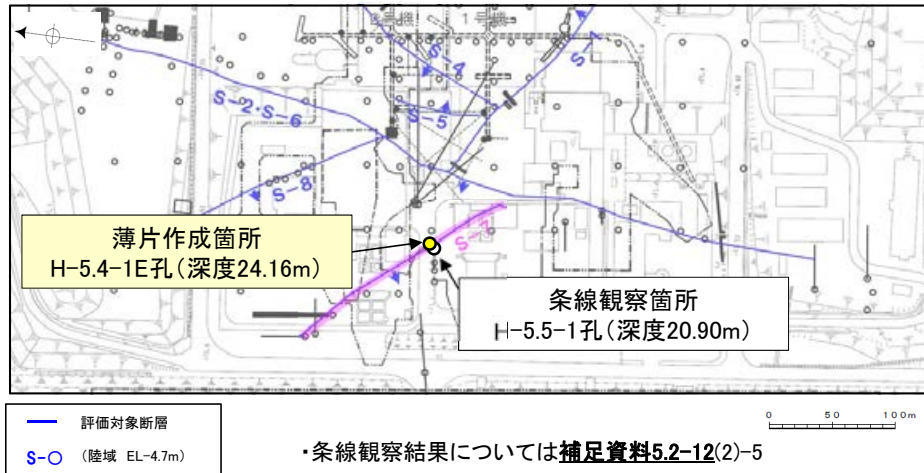 1号機
S-1
S-4
S-2・S-6
S-5
S-8
S-7
薄片作成箇所
H-5.4-1E孔(深度24.16m)
条線観察箇所
H-5.5-1孔(深度20.90m)
評価対象断層
S-○ (陸域 EL-4.7m)
・条線観察結果については補足資料5.2-12(2)-5
0 50 100m